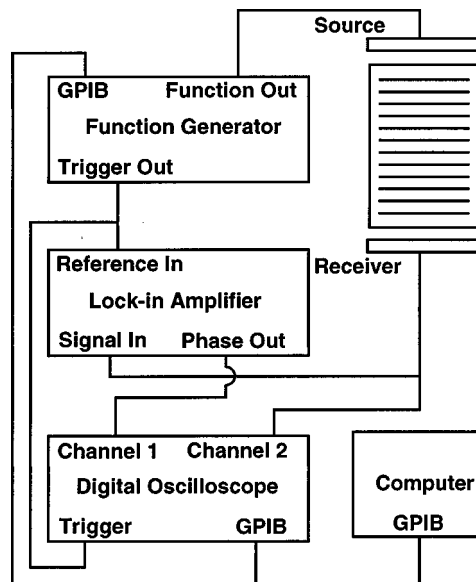 Source
GPIB Function Out
Function Generator
Trigger Out
Reference In
Receiver
Lock-in Amplifier
Signal In Phase Out
Channel 1 Channel 2
Digital Oscilloscope
Computer
Trigger GPIB
GPIB